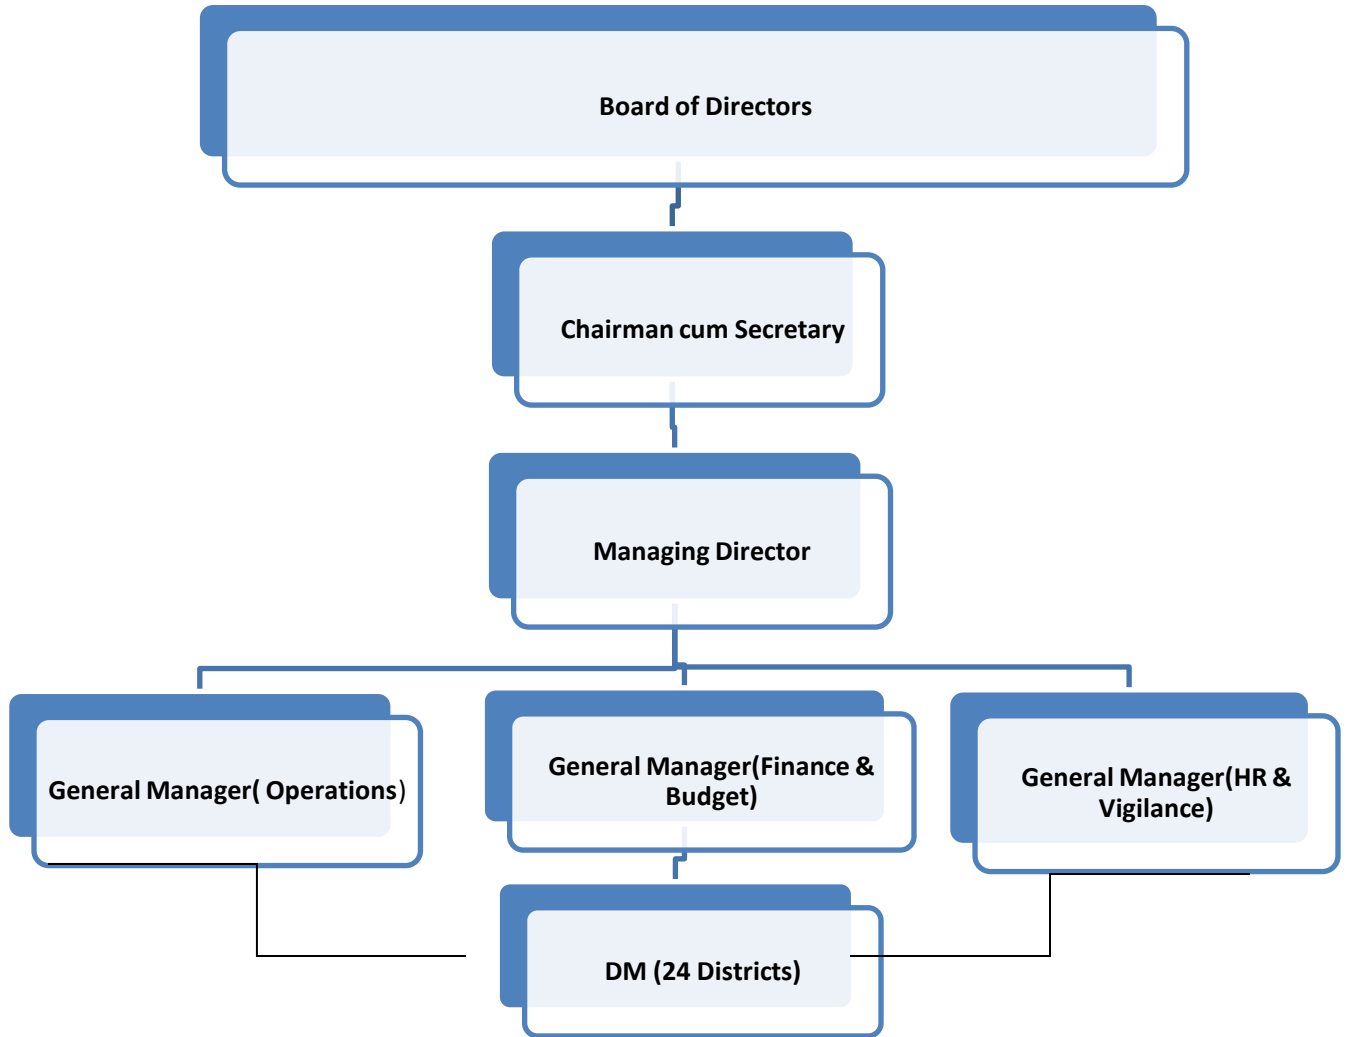 Board of Directors
Chairman cum Secretary
Managing Director
General Manager( Operations)
General Manager(Finance &
Budget)
General Manager(HR &
Vigilance)
DM (24 Districts)